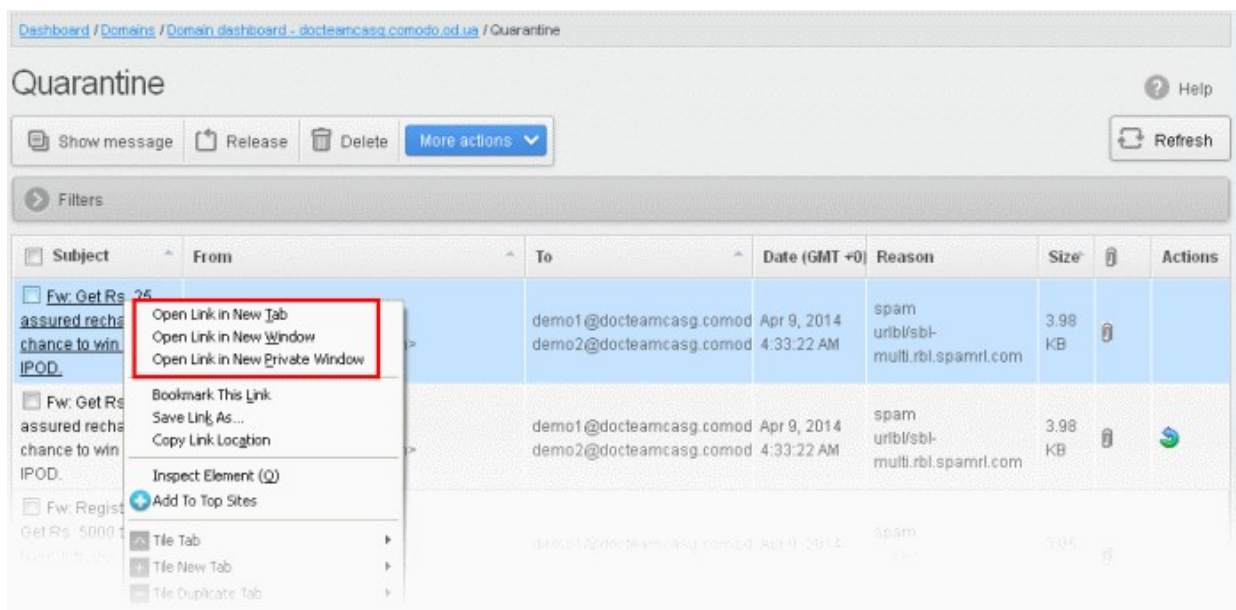 Dashboard / Domains / Domain dashboard - docteamcasg.comodo.od.ua / Quarantine
Quarantine
Help
Show message Release Delete More actions
Refresh
Filters
Subject From To Date (GMT +0) Reason Size Actions
Fw: Get Rs. 25
assured recha
chance to win
IPOD.
demo1@docteamcasg.comod
demo2@docteamcasg.comod
Apr 9, 2014
4:33:22 AM
spam
urlbl/sbl-
multi.rbl.spamrl.com
3.98
KB
Open Link in New Tab
Open Link in New Window
Open Link in New Private Window
Bookmark This Link
Save Link As...
Copy Link Location
Inspect Element (Q)
Add To Top Sites
Tile Tab
Tile New Tab
Tile Duplicate Tab
Fw: Get Rs
assured recha
chance to win
IPOD.
demo1@docteamcasg.comod
demo2@docteamcasg.comod
Apr 9, 2014
4:33:22 AM
spam
urlbl/sbl-
multi.rbl.spamrl.com
3.98
KB
Fw: Regist
Get Rs. 5000
Apr 9, 2014
spam